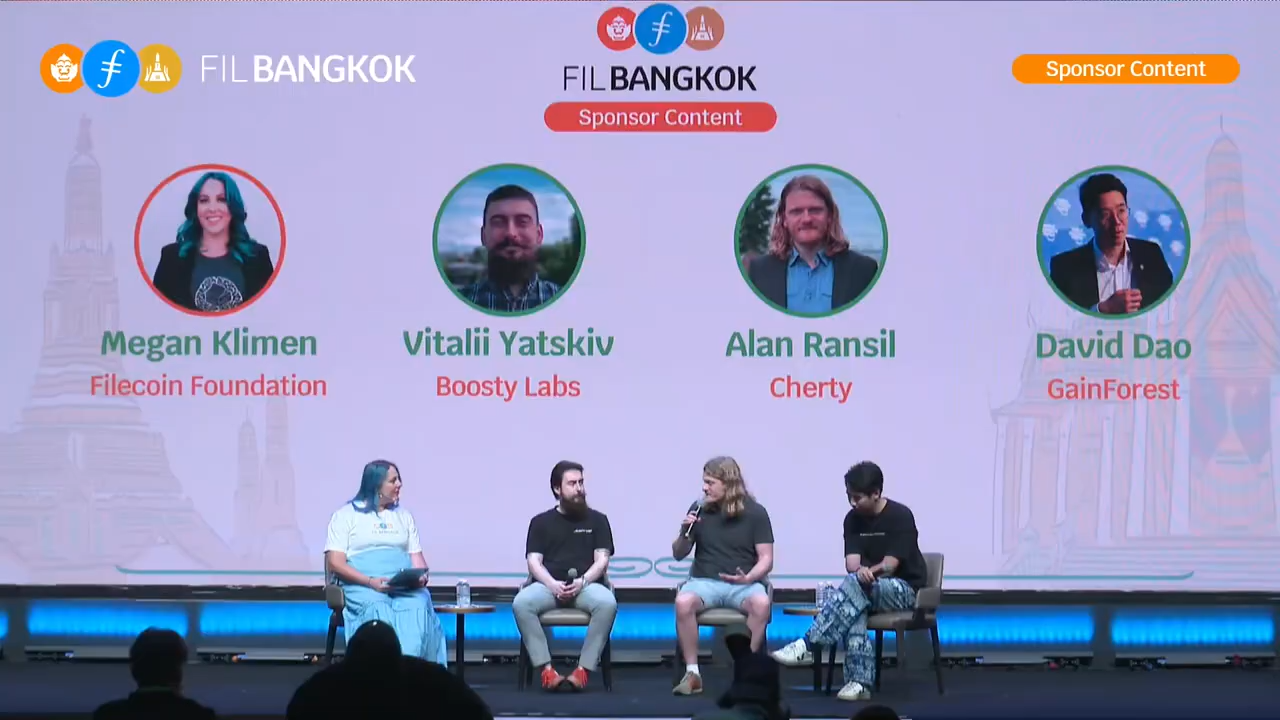 FIL BANGKOK
FIL BANGKOK
Sponsor Content
Sponsor Content
Megan Klimen
Vitalii Yatskiv
Alan Ransil
David Dao
Filecoin Foundation
Boosty Labs
Cherty
GainForest